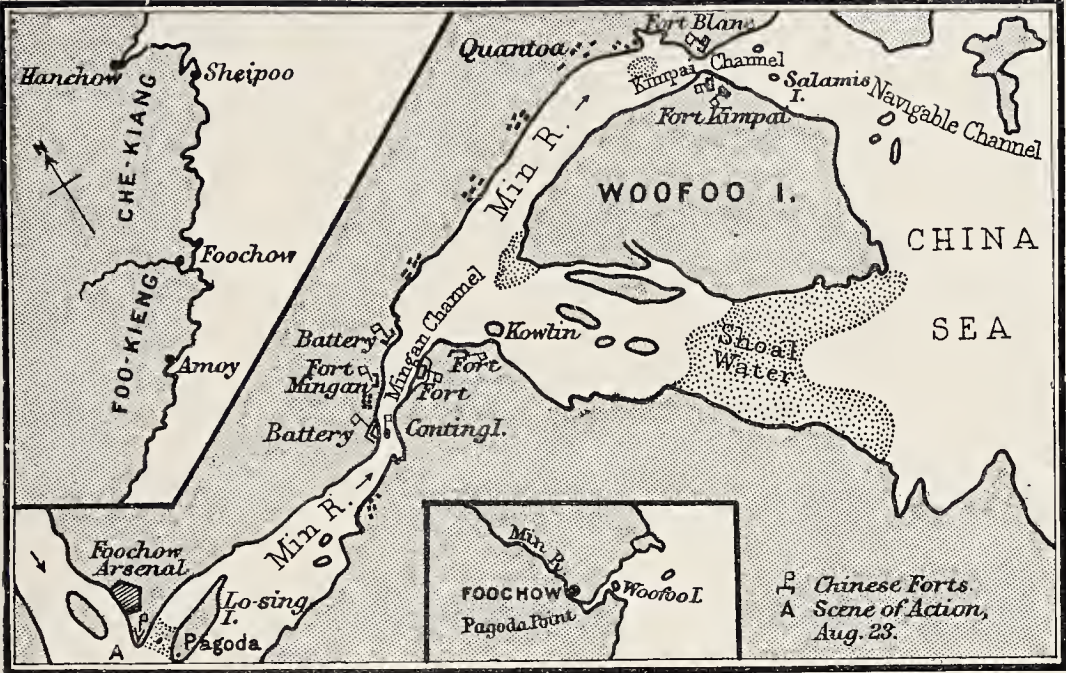 Hanchow
Sheipoo
CHE-KIANG
N
Foochow
FOO-KIENG
Amoy
Fort Blanc
Quantoa
Kimpai Channel
Salamis
I.
Navigable Channel
Fort Kimpai
Min R.
WOOFOO I.
CHINA
SEA
Mingan Channel
Battery
Kowlin
Shoal
Water
Fort
Mingan
Fort
Fort
Battery
Conting I.
Min R.
Foochow
Arsenal
Lo-sing
I.
Pagoda
A
Min R.
FOOCHOW
Woofoo I.
Pagoda Point
Chinese Forts.
A Scene of Action,
Aug. 23.